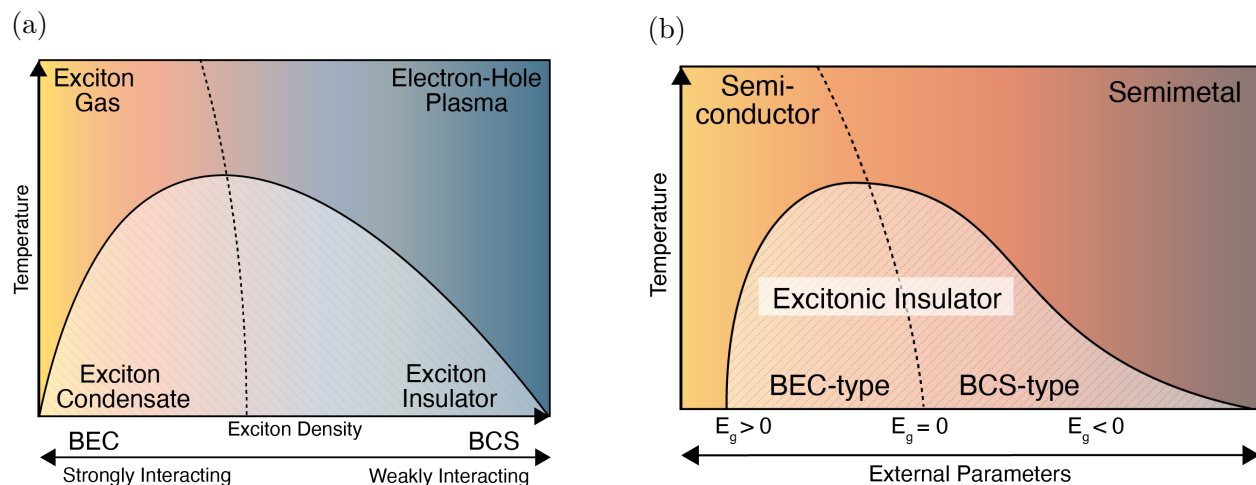 (a)
Exciton
Gas
Electron-Hole
Plasma
Temperature
Exciton
Condensate
Exciton
Insulator
Exciton Density
BEC
BCS
Strongly Interacting
Weakly Interacting
(b)
Semi-
conductor
Semimetal
Temperature
Excitonic Insulator
BEC-type
BCS-type
E_g > 0
E_g = 0
E_g < 0
External Parameters